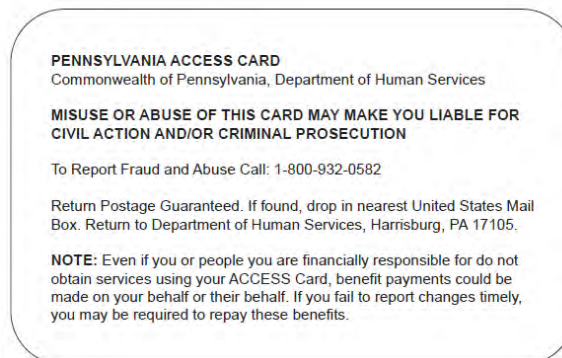 PENNSYLVANIA ACCESS CARD
Commonwealth of Pennsylvania, Department of Human Services
MISUSE OR ABUSE OF THIS CARD MAY MAKE YOU LIABLE FOR
CIVIL ACTION AND/OR CRIMINAL PROSECUTION
To Report Fraud and Abuse Call: 1-800-932-0582
Return Postage Guaranteed. If found, drop in nearest United States Mail
Box. Return to Department of Human Services, Harrisburg, PA 17105.
NOTE: Even if you or people you are financially responsible for do not
obtain services using your ACCESS Card, benefit payments could be
made on your behalf or their behalf. If you fail to report changes timely,
you may be required to repay these benefits.